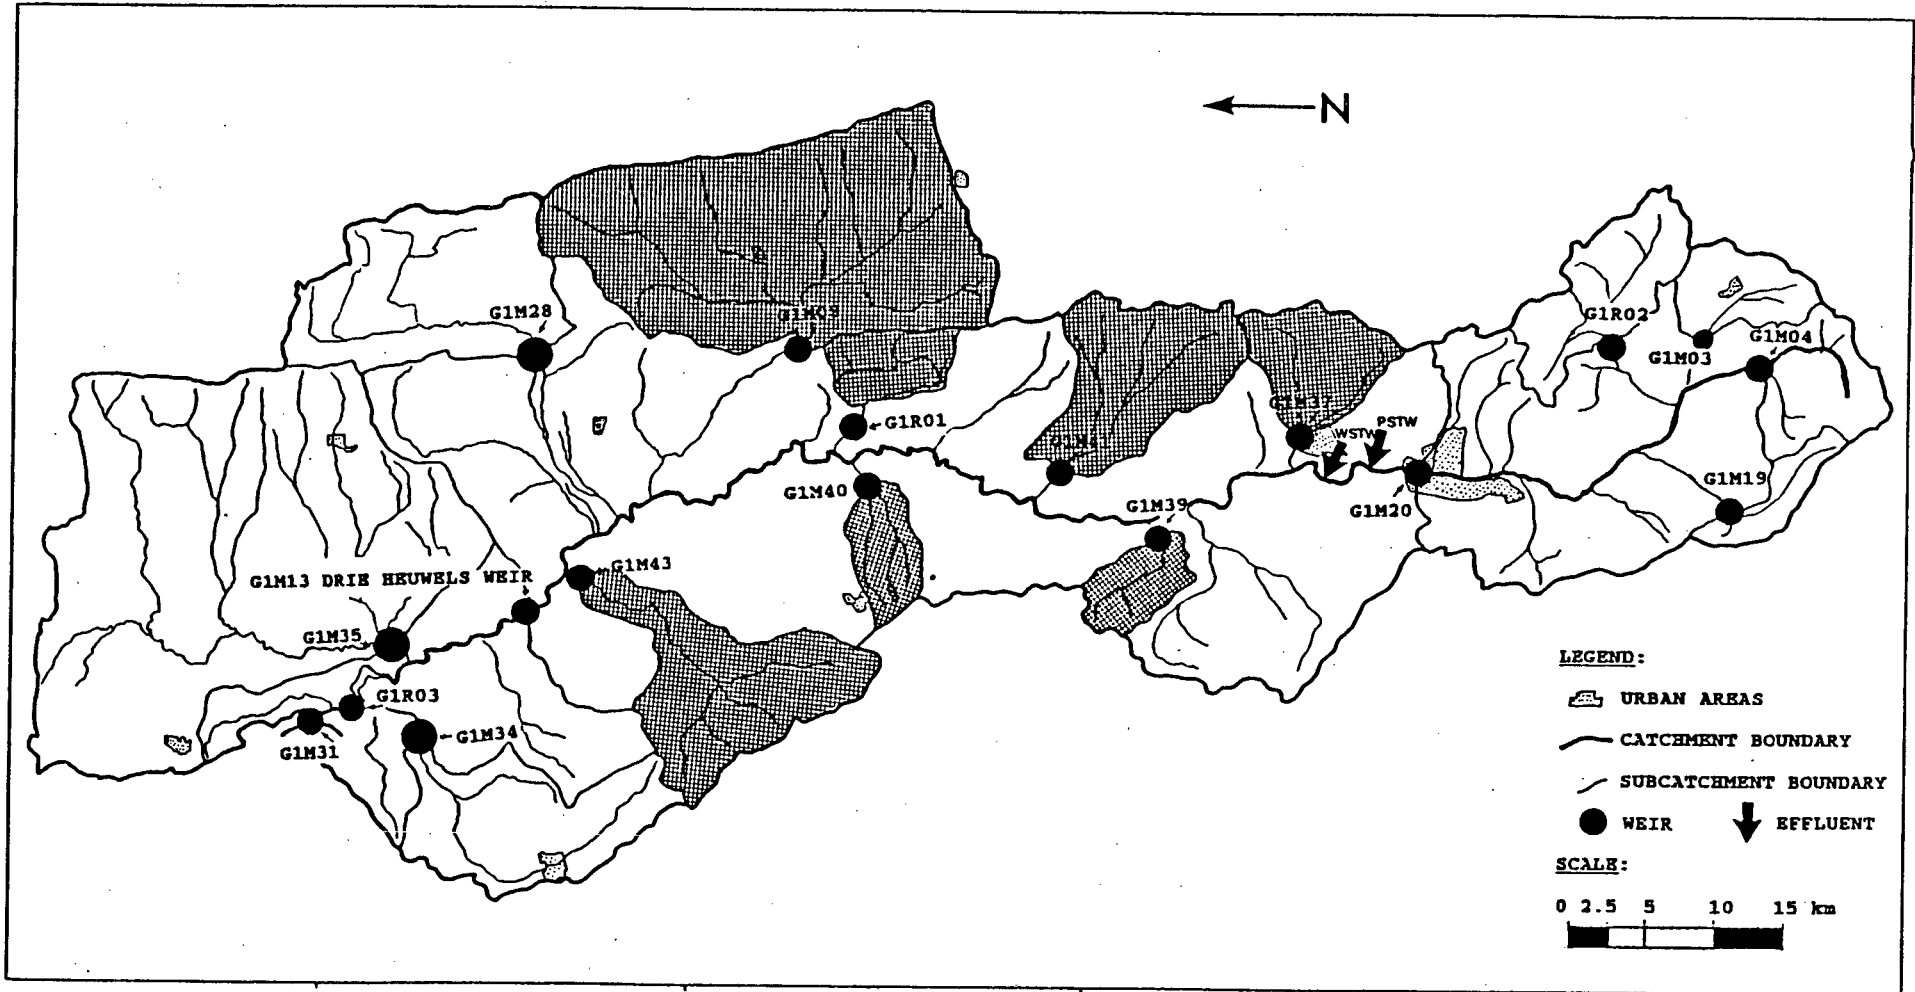 N
G1M28
G1R02
G1M04
G1M03
G1R01
PSTW
WSTW
G1M37
G1M19
G1M40
G1M39
G1M20
G1M43
G1M13 DRIE HEUWELS WEIR
G1M35
G1R03
G1M34
G1M31
LEGEND:
URBAN AREAS
CATCHMENT BOUNDARY
SUBCATCHMENT BOUNDARY
WEIR
EFFLUENT
SCALE:
0 2.5 5 10 15 km